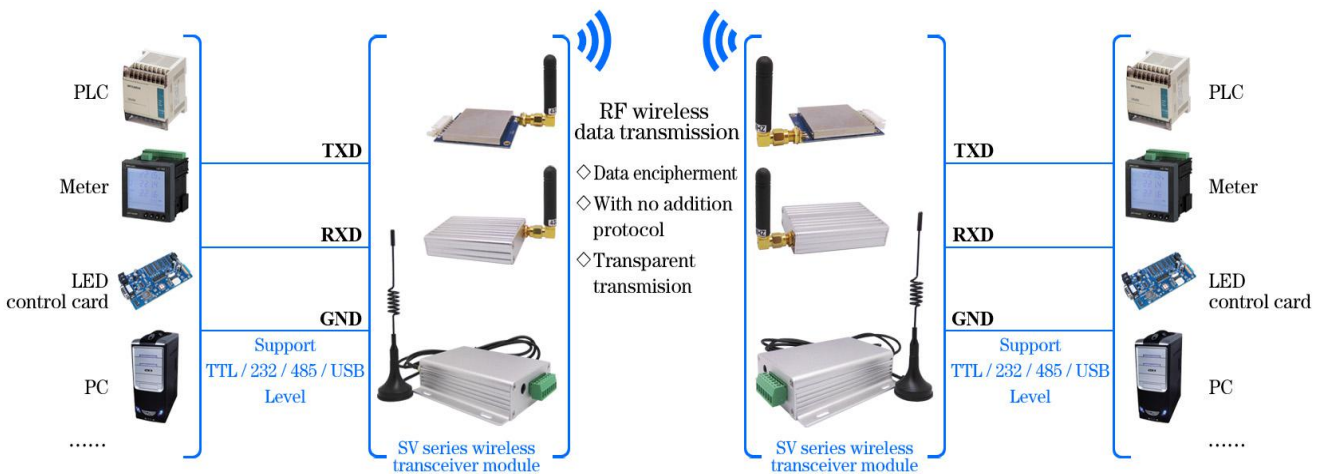 PLC
Meter
LED
control card
PC
......
TXD
RXD
GND
Support
TTL / 232 / 485 / USB
Level
SV series wireless
transceiver module
RF wireless
data transmission
◇ Data encipherment
◇ With no addition
protocol
◇ Transparent
transmision
SV series wireless
transceiver module
TXD
RXD
GND
Support
TTL / 232 / 485 / USB
Level
PLC
Meter
LED
control card
PC
......